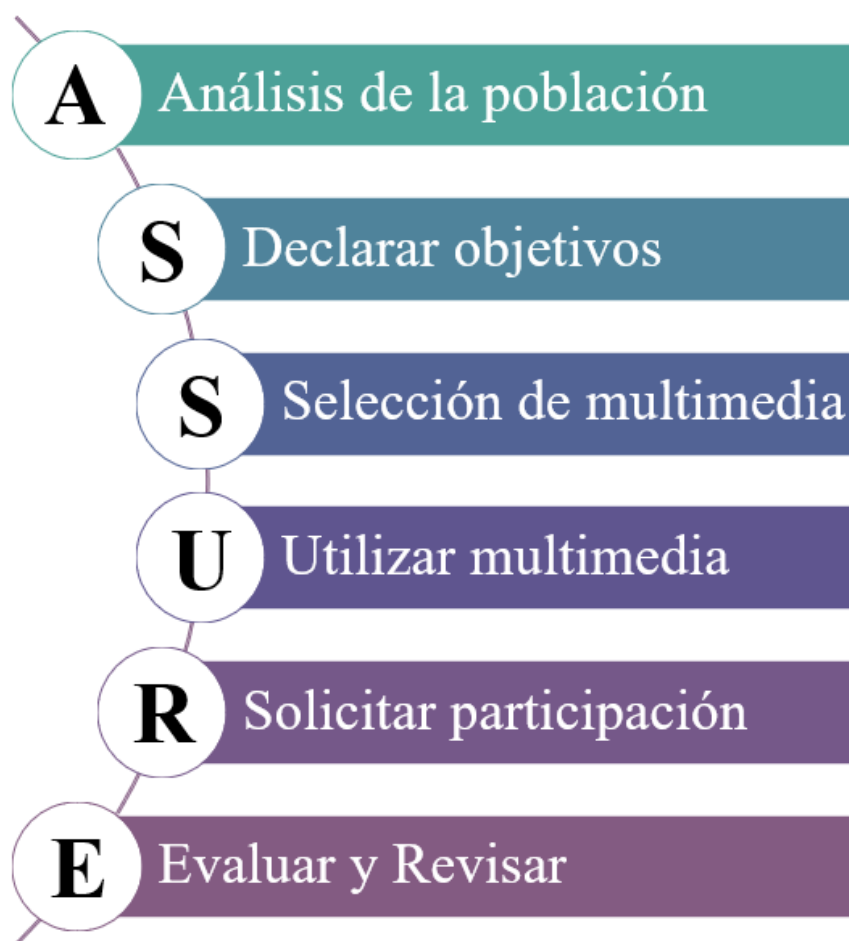 A Análisis de la población
S Declarar objetivos
S Selección de multimedia
U Utilizar multimedia
R Solicitar participación
E Evaluar y Revisar